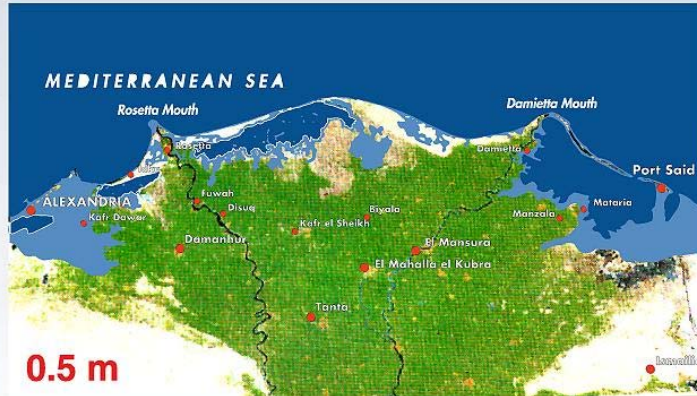 MEDITERRANEAN SEA
Rosetta Mouth
Damietta Mouth
Rosetta
Damietta
Port Said
ALEXANDRIA
Fuwah
Disuq
Kafr Dawar
Kafr el Sheikh
Biyala
Manzala
Mataria
Damanhur
El Mansura
El Mahalla el Kubra
Tanta
0.5 m